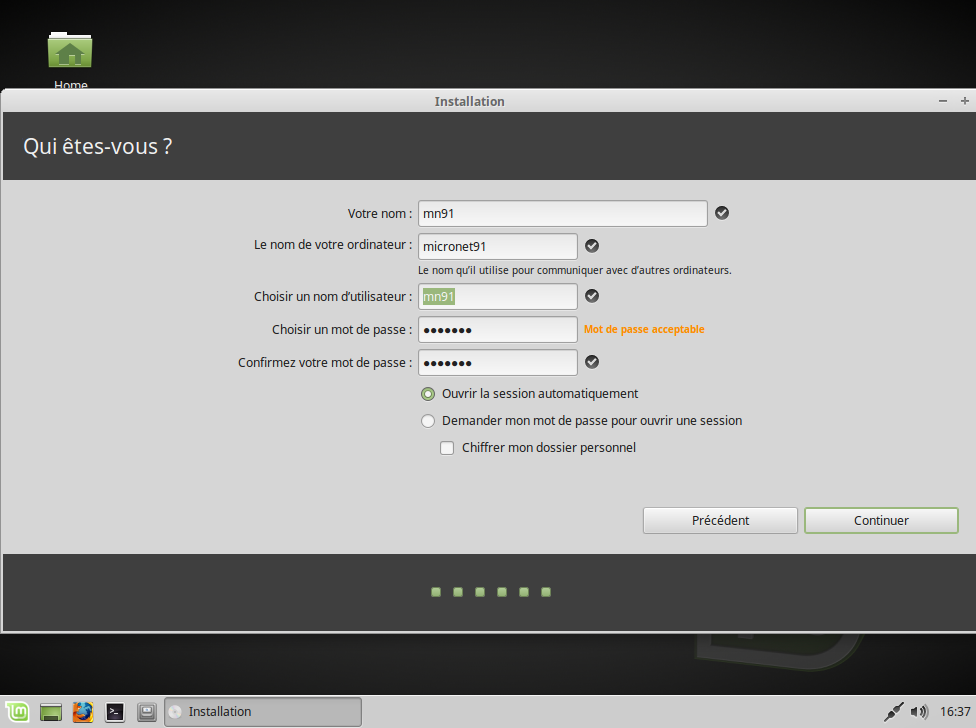 Home
Installation
Qui êtes-vous ?
Votre nom : mn91
Le nom de votre ordinateur : micronet91
Le nom qu'il utilise pour communiquer avec d'autres ordinateurs.
Choisir un nom d'utilisateur : mn91
Choisir un mot de passe : ●●●●●●● Mot de passe acceptable
Confirmez votre mot de passe : ●●●●●●●
Ouvrir la session automatiquement
Demander mon mot de passe pour ouvrir une session
Chiffrer mon dossier personnel
Précédent Continuer
Installation 16:37